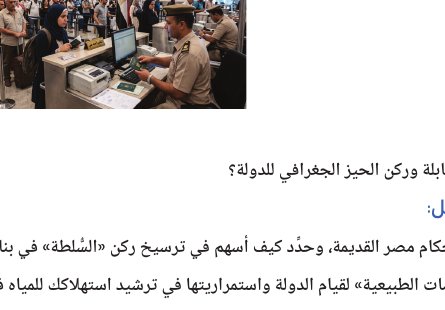 ابلة وركن الحيز الجغرافي للدولة؟
ل:
حكام مصر القديمة، وحدِّد كيف أسهم في ترسيخ ركن «السُّلطة» في بنا
ات الطبيعية» لقيام الدولة واستمراريتها في ترشيد استهلاكك للمياه ف